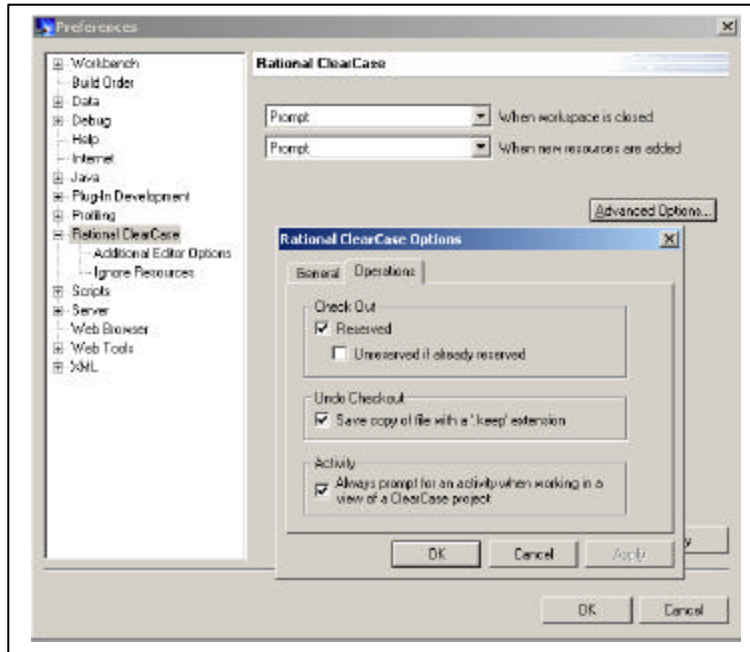 Preferences
Workbench
Build Order
Data
Debug
Help
Internet
Java
Plug-In Development
Profiling
Rational ClearCase
Additional Editor Options
Ignore Resources
Scripts
Server
Web Browser
Web Tools
XML
Rational ClearCase
Prompt When workspace is closed
Prompt When new resources are added
Advanced Options...
Rational ClearCase Options
General Operations
Check Out
Reserved
Unreserved if already reserved
Undo Checkout
Save copy of file with a '.keep' extension
Activity
Always prompt for an activity when working in a
view of a ClearCase project
OK Cancel Apply
y
OK Cancel